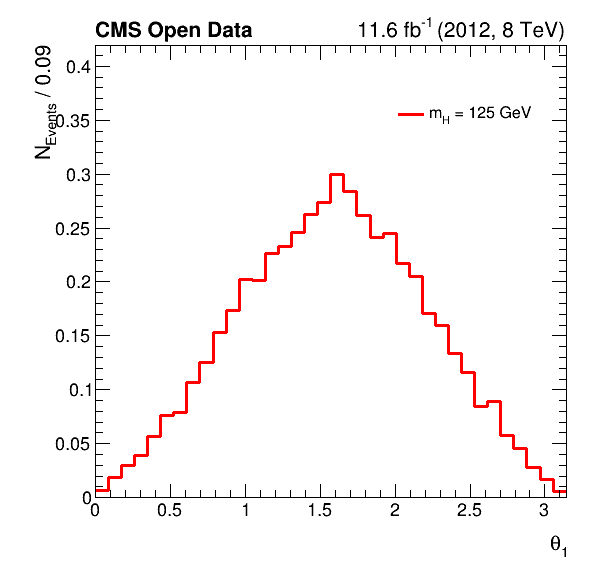 CMS Open Data 11.6 fb⁻¹ (2012, 8 TeV)
N_Events / 0.09
0.4
0.35
0.3
0.25
0.2
0.15
0.1
0.05
0
m_H = 125 GeV
0 0.5 1 1.5 2 2.5 3
θ₁